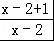 x − 2+1
x − 2